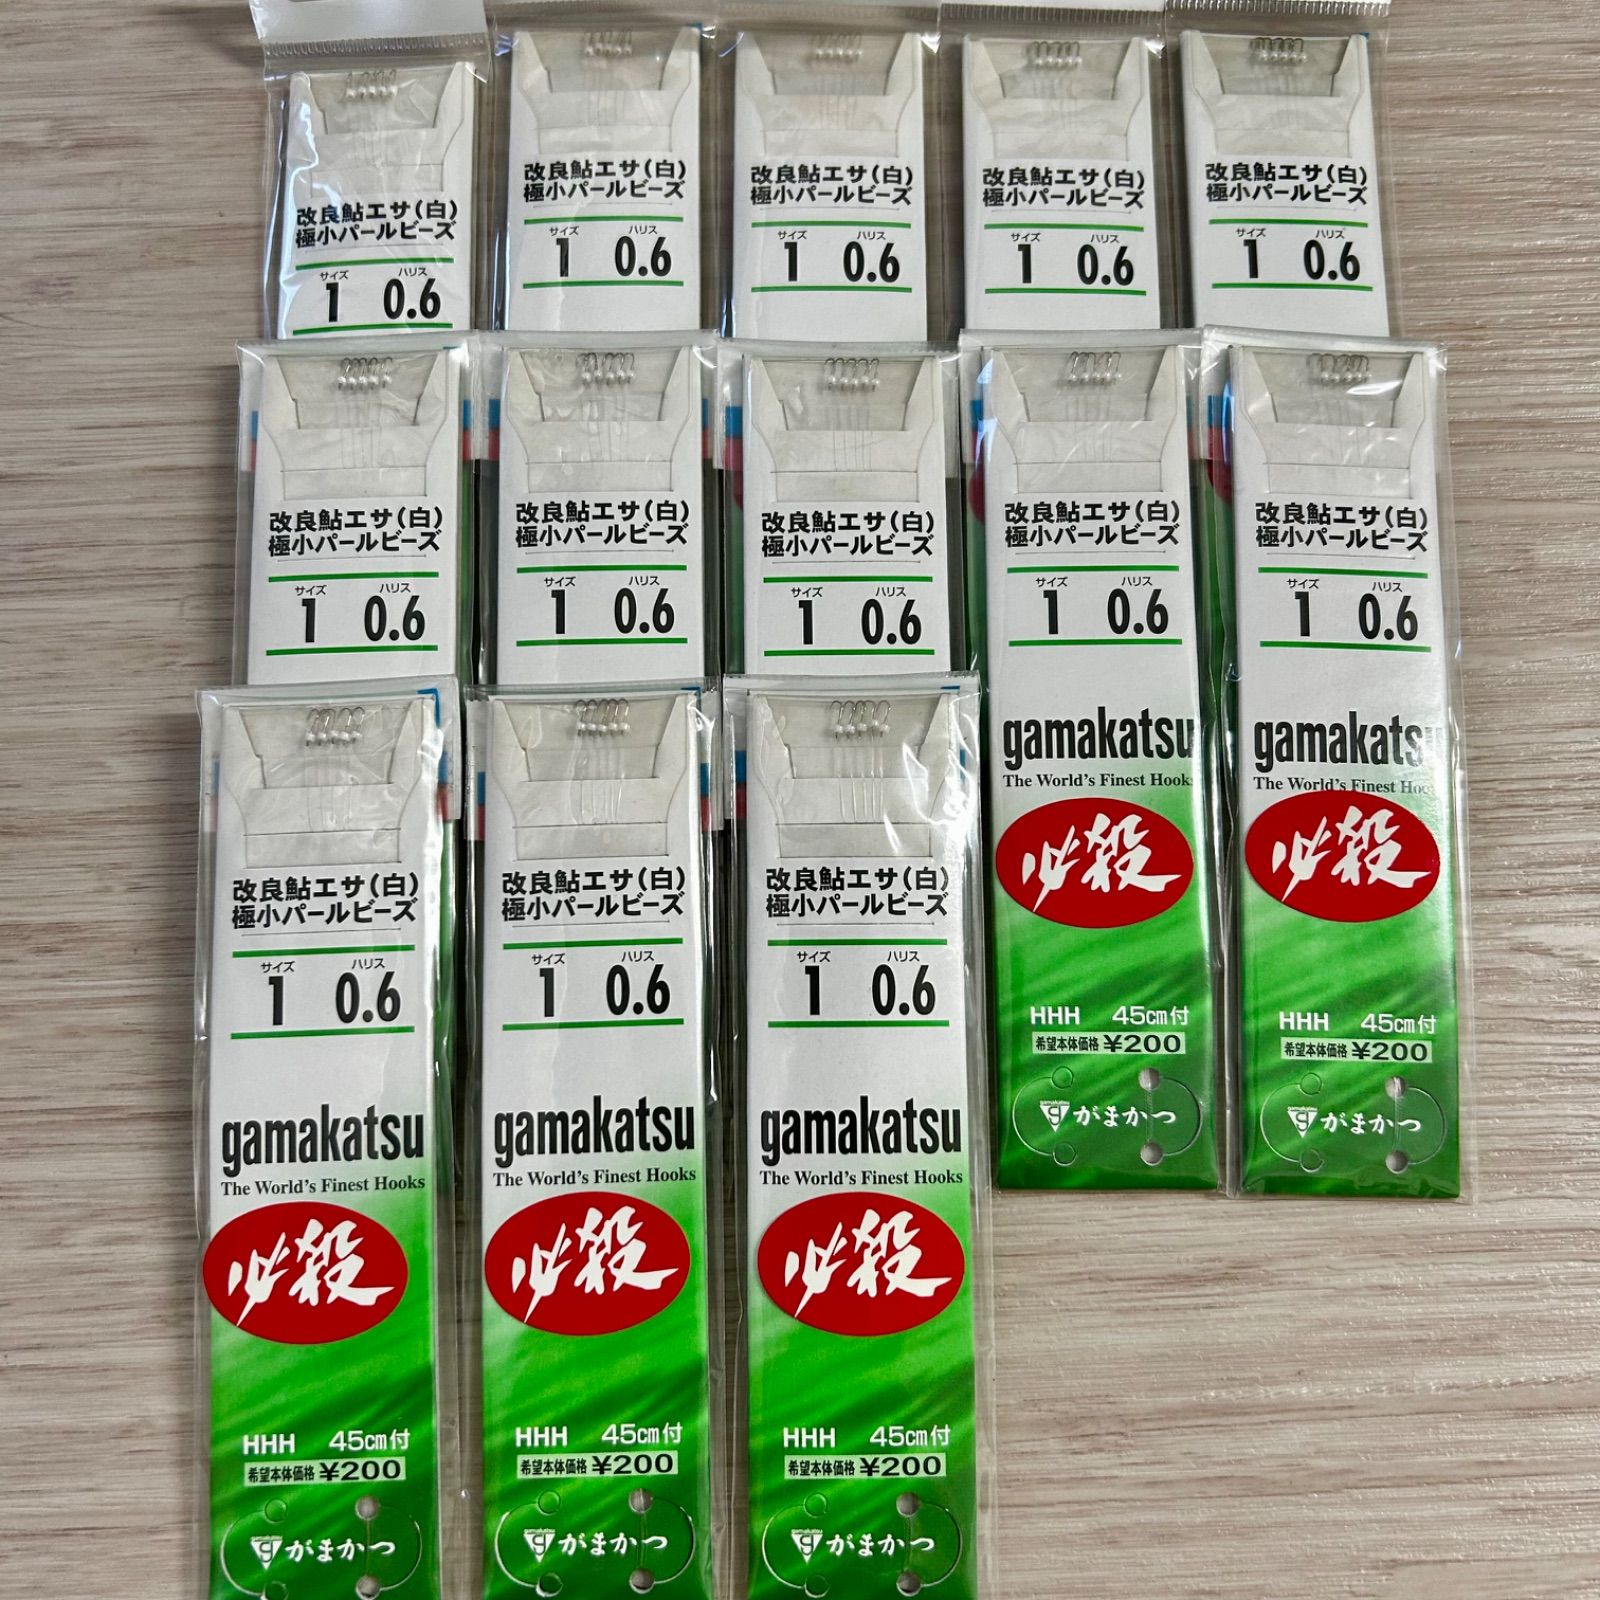 改良鮎エサ(白)
極小パールビーズ
サイズ ハリス
1 0.6
改良鮎エサ(白)
極小パールビーズ
サイズ ハリス
1 0.6
改良鮎エサ(白)
極小パールビーズ
サイズ ハリス
1 0.6
改良鮎エサ(白)
極小パールビーズ
サイズ ハリス
1 0.6
改良鮎エサ(白)
極小パールビーズ
サイズ ハリス
1 0.6
改良鮎エサ(白)
極小パールビーズ
サイズ ハリス
1 0.6
改良鮎エサ(白)
極小パールビーズ
サイズ ハリス
1 0.6
改良鮎エサ(白)
極小パールビーズ
サイズ ハリス
1 0.6
改良鮎エサ(白)
極小パールビーズ
サイズ ハリス
1 0.6
gamakatsu
The World's Finest Hooks
必殺
HHH 45cm付
希望本体価格 ¥200
gamakatsu
がまかつ
改良鮎エサ(白)
極小パールビーズ
サイズ ハリス
1 0.6
gamakatsu
The World's Finest Hoo
必殺
HHH 45cm付
希望本体価格 ¥200
gamakatsu
がまかつ
改良鮎エサ(白)
極小パールビーズ
サイズ ハリス
1 0.6
gamakatsu
The World's Finest Hooks
必殺
HHH 45cm付
希望本体価格 ¥200
gamakatsu
がまかつ
改良鮎エサ(白)
極小パールビーズ
サイズ ハリス
1 0.6
gamakatsu
The World's Finest Hooks
必殺
HHH 45cm付
希望本体価格 ¥200
gamakatsu
がまかつ
改良鮎エサ(白)
極小パールビーズ
サイズ ハリス
1 0.6
gamakatsu
The World's Finest Hooks
必殺
HHH 45cm付
希望本体価格 ¥200
gamakatsu
がまかつ